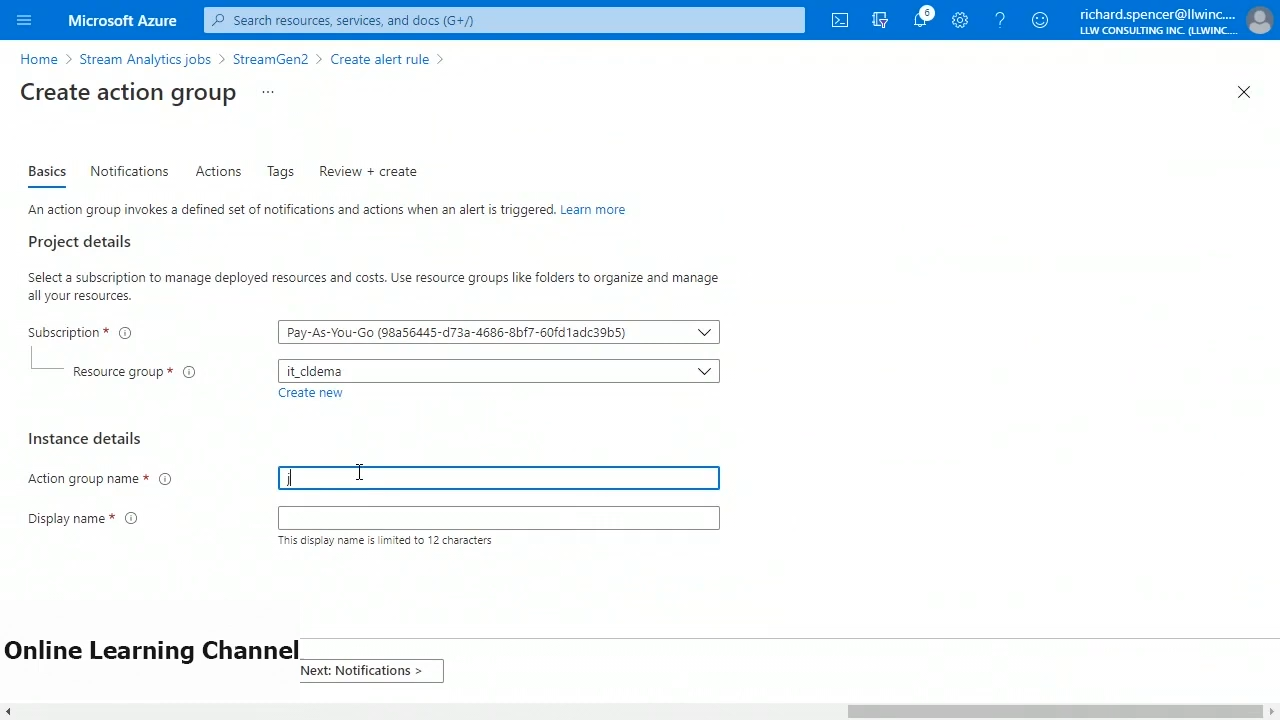 Microsoft Azure
Search resources, services, and docs (G+/)
6
richard.spencer@llwinc....
LLW CONSULTING INC. (LLWINC....
Home > Stream Analytics jobs > StreamGen2 > Create alert rule >
Create action group ...
Basics Notifications Actions Tags Review + create
An action group invokes a defined set of notifications and actions when an alert is triggered. Learn more
Project details
Select a subscription to manage deployed resources and costs. Use resource groups like folders to organize and manage
all your resources.
Subscription *
Pay-As-You-Go (98a56445-d73a-4686-8bf7-60fd1adc39b5)
Resource group *
it_cldema
Create new
Instance details
Action group name *
j
Display name *
This display name is limited to 12 characters
Online Learning Channel
Next: Notifications >